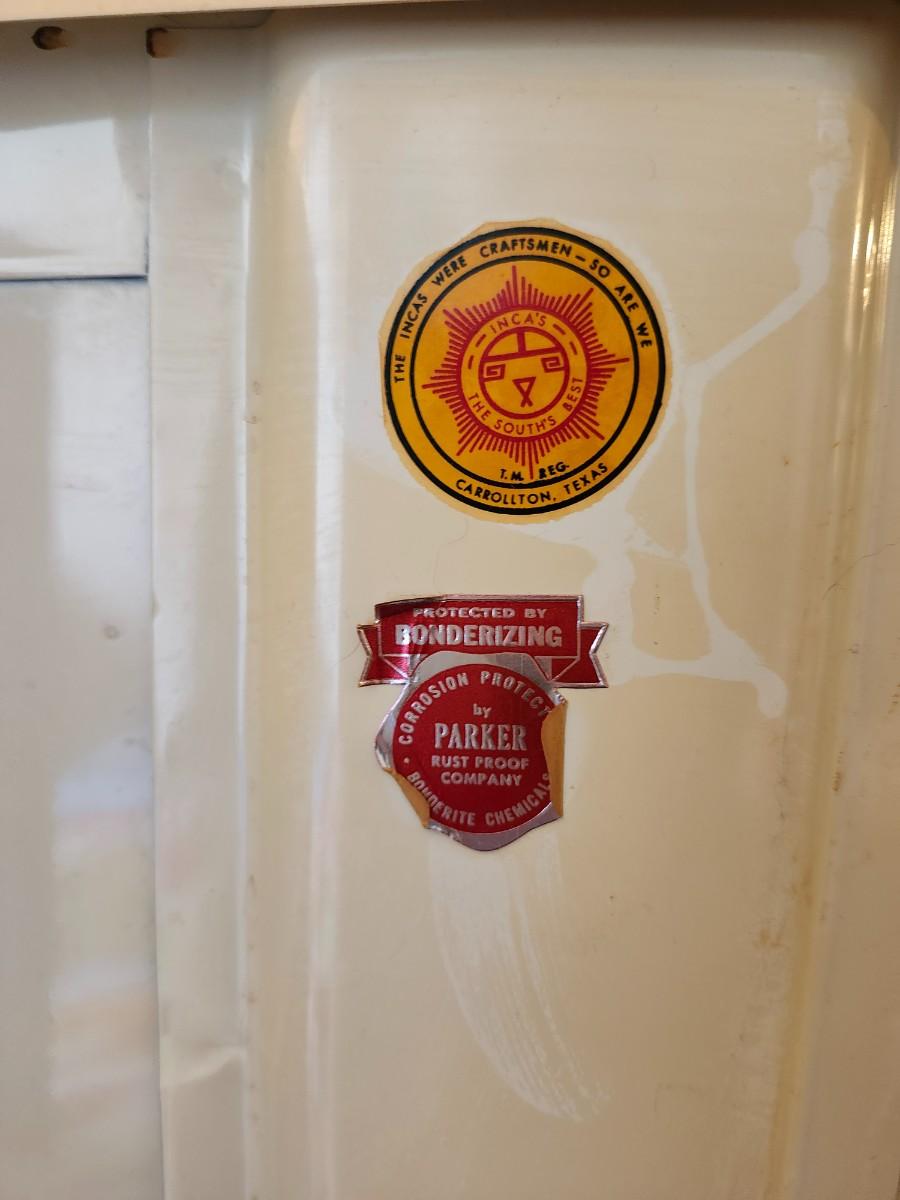 THE INCAS WERE CRAFTSMEN — SO ARE WE
INCA'S
THE SOUTH'S BEST
T.M. REG.
CARROLLTON, TEXAS
PROTECTED BY
BONDERIZING
CORROSION PROTECT
by
PARKER
RUST PROOF
COMPANY
• BONDERITE CHEMICALS